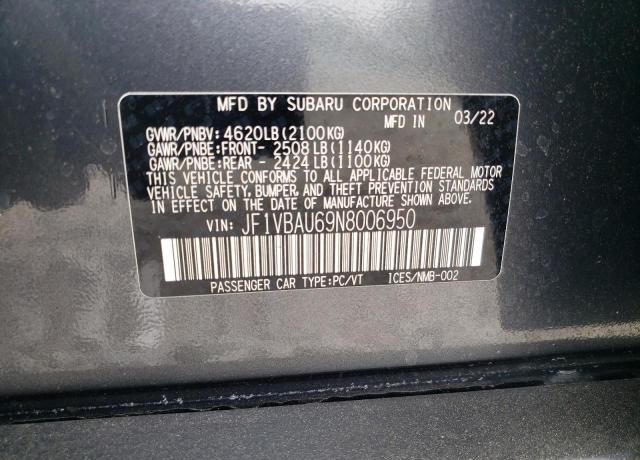 MFD BY SUBARU CORPORATION
MFD IN 03/22
GVWR/PNBV: 4620LB(2100KG)
GAWR/PNBE:FRONT- 2508LB(1140KG)
GAWR/PNBE:REAR - 2424LB(1100KG)
THIS VEHICLE CONFORMS TO ALL APPLICABLE FEDERAL MOTOR
VEHICLE SAFETY, BUMPER, AND THEFT PREVENTION STANDARDS
IN EFFECT ON THE DATE OF MANUFACTURE SHOWN ABOVE.
VIN: JF1VBAU69N8006950
PASSENGER CAR TYPE:PC/VT ICES/NMB-002